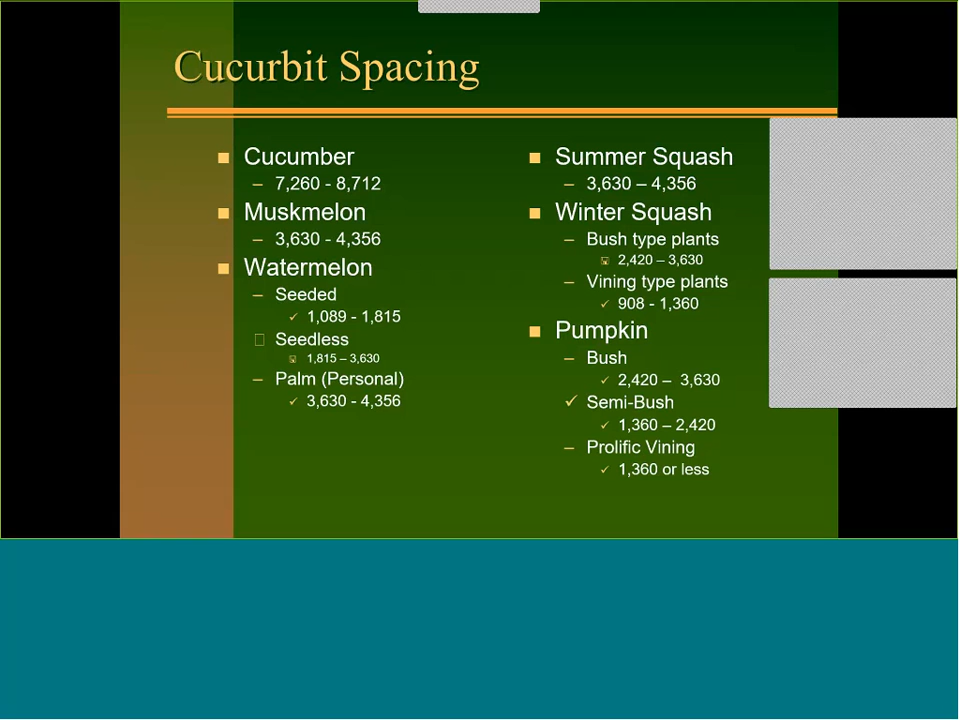 Cucurbit Spacing
Cucumber
– 7,260 - 8,712
Muskmelon
– 3,630 - 4,356
Watermelon
– Seeded
✓ 1,089 - 1,815
Seedless
1,815 – 3,630
– Palm (Personal)
✓ 3,630 - 4,356
Summer Squash
– 3,630 – 4,356
Winter Squash
– Bush type plants
2,420 – 3,630
– Vining type plants
✓ 908 - 1,360
Pumpkin
– Bush
✓ 2,420 – 3,630
✓ Semi-Bush
✓ 1,360 – 2,420
– Prolific Vining
✓ 1,360 or less